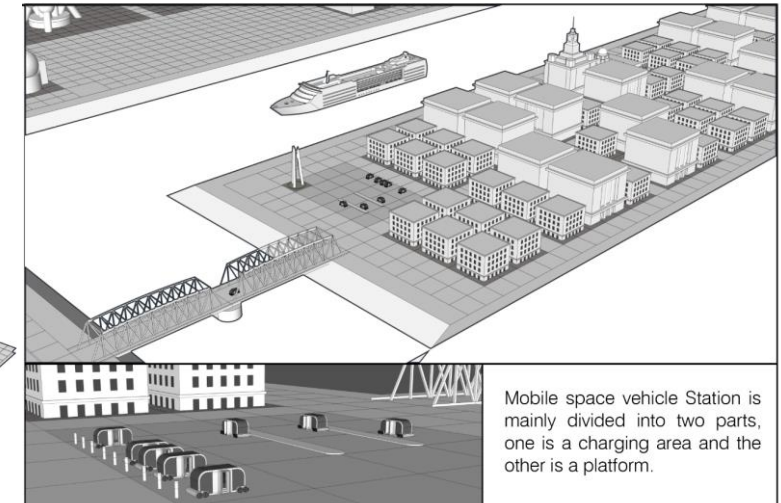 Mobile space vehicle Station is
mainly divided into two parts,
one is a charging area and the
other is a platform.